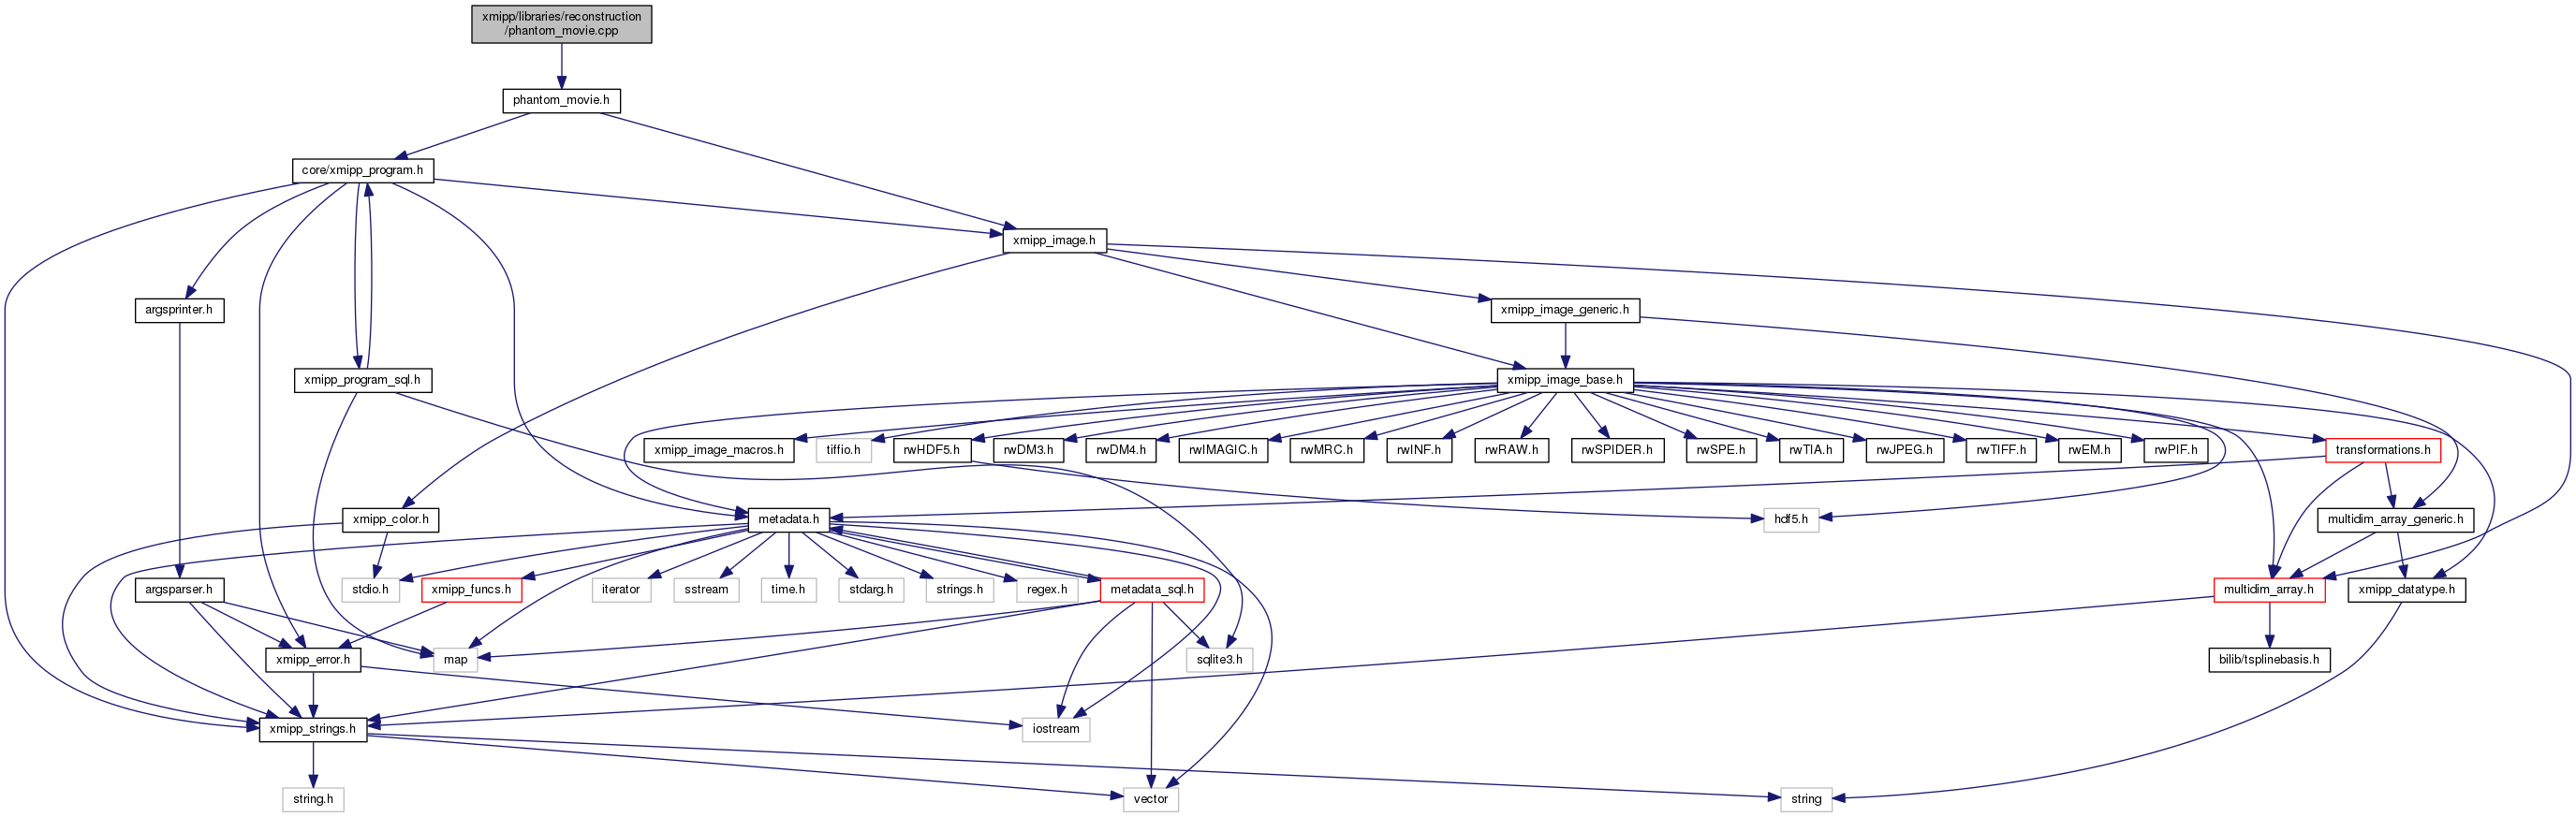 xmipp/libraries/reconstruction
/phantom_movie.cpp
phantom_movie.h
core/xmipp_program.h
xmipp_image.h
argsprinter.h
xmipp_image_generic.h
xmipp_program_sql.h
xmipp_image_base.h
xmipp_image_macros.h
tiffio.h
rwHDF5.h
rwDM3.h
rwDM4.h
rwIMAGIC.h
rwMRC.h
rwINF.h
rwRAW.h
rwSPIDER.h
rwSPE.h
rwTIA.h
rwJPEG.h
rwTIFF.h
rwEM.h
rwPIF.h
transformations.h
xmipp_color.h
metadata.h
hdf5.h
multidim_array_generic.h
argsparser.h
stdio.h
xmipp_funcs.h
iterator
sstream
time.h
stdarg.h
strings.h
regex.h
metadata_sql.h
multidim_array.h
xmipp_datatype.h
xmipp_error.h
map
sqlite3.h
bilib/tsplinebasis.h
xmipp_strings.h
iostream
string.h
vector
string